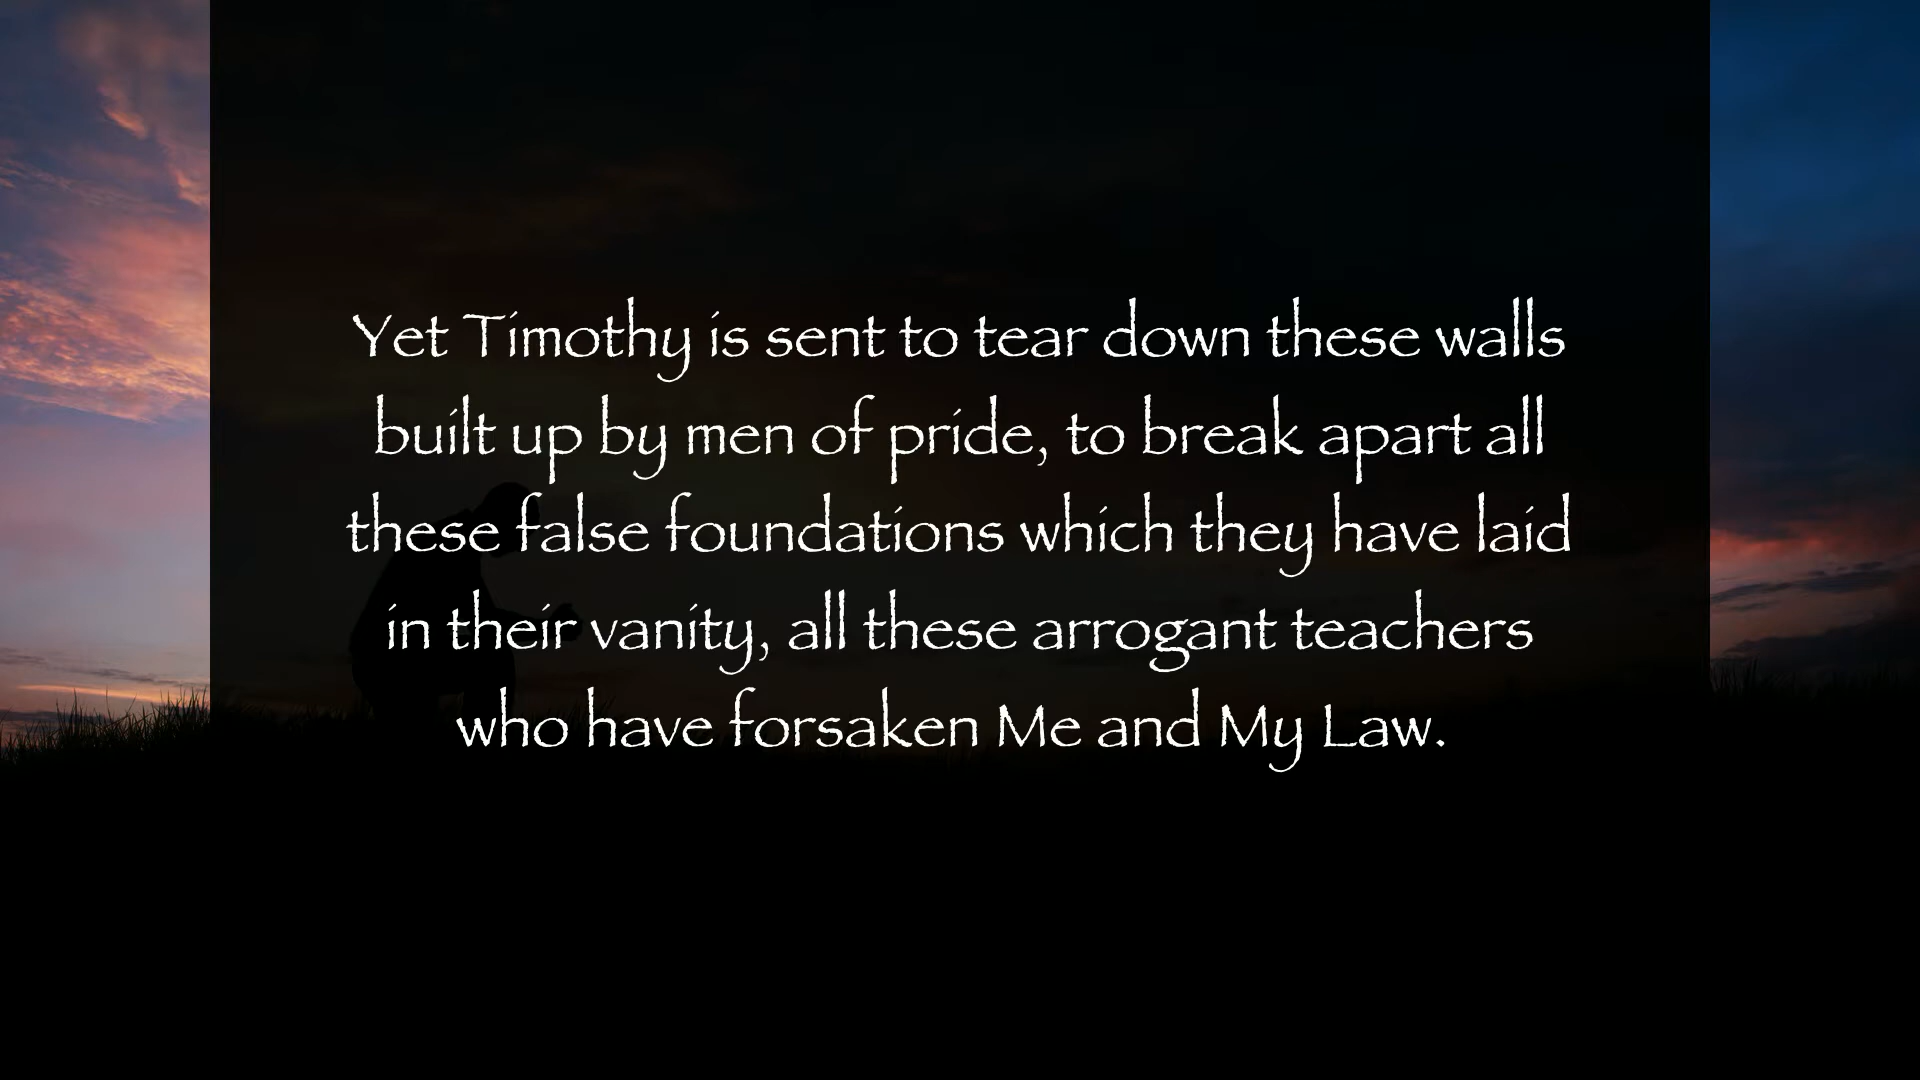 Yet Timothy is sent to tear down these walls
built up by men of pride, to break apart all
these false foundations which they have laid
in their vanity, all these arrogant teachers
who have forsaken Me and My Law.